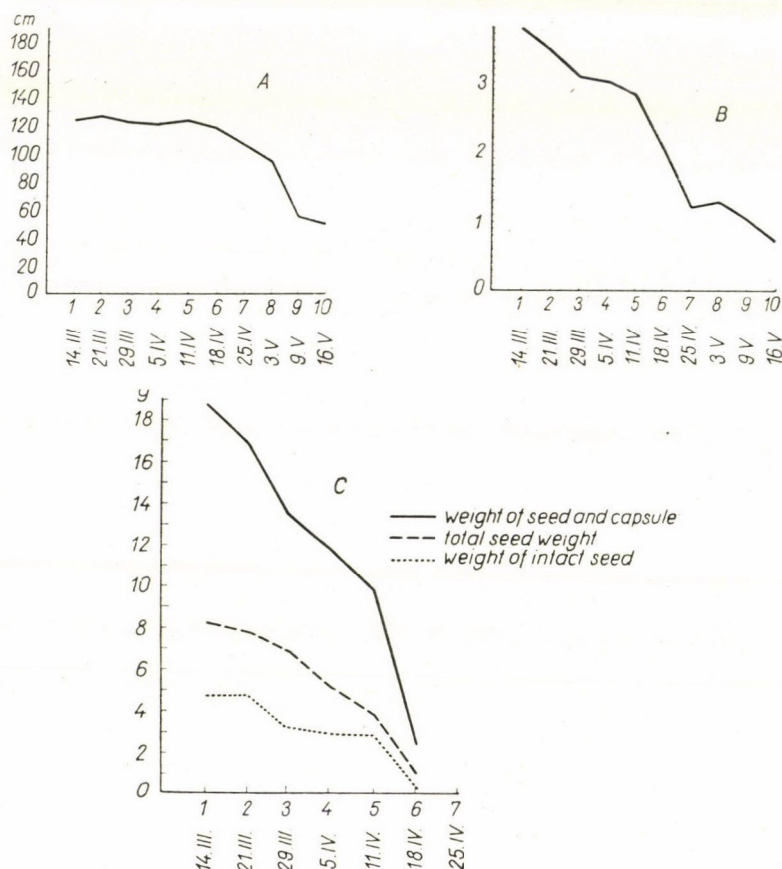 cm
180
160
140
120
100
80
60
40
20
0
A
1 2 3 4 5 6 7 8 9 10
14.III. 21.III 29.III 5.IV 11.IV 18.IV 25.IV 3.V 9.V 16.V
3
2
1
0
B
1 2 3 4 5 6 7 8 9 10
14.III. 21.III 29.III 5.IV. 11.IV 18.IV 25.IV. 3.V 9.V 16.V
g
18
16
14
12
10
8
6
4
2
0
C
weight of seed and capsule
total seed weight
weight of intact seed
1 2 3 4 5 6 7
14.III. 21.III. 29.III. 5.IV. 11.IV. 18.IV. 25.IV.